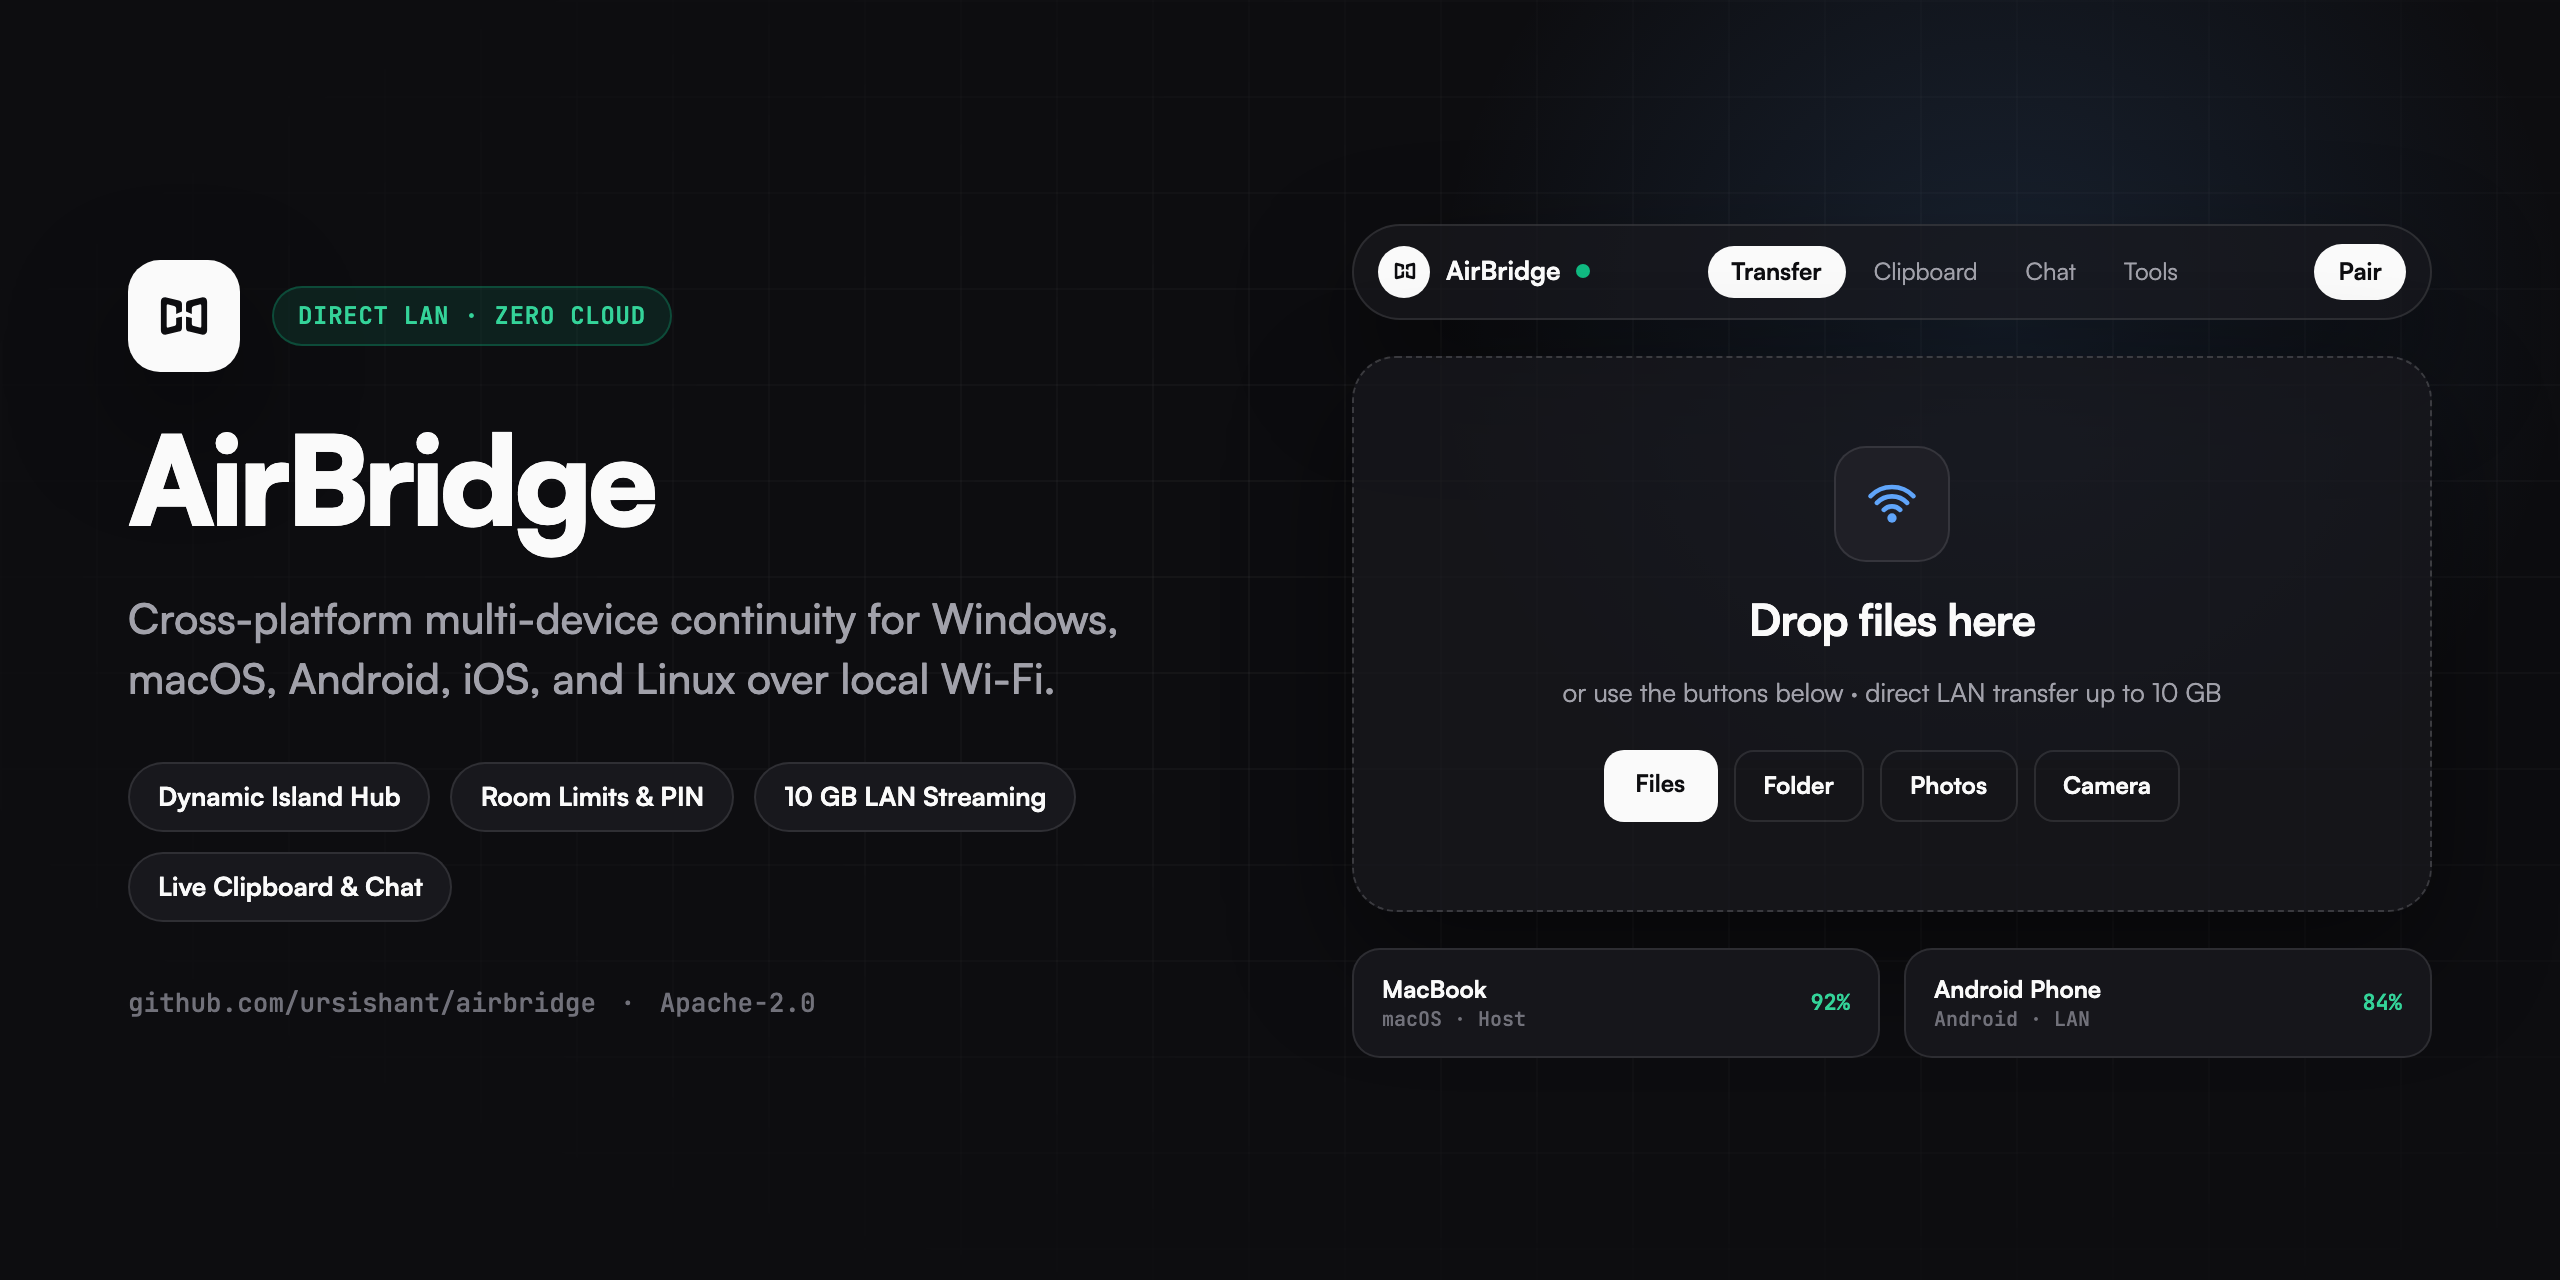 DIRECT LAN · ZERO CLOUD
AirBridge
Cross-platform multi-device continuity for Windows,
macOS, Android, iOS, and Linux over local Wi-Fi.
Dynamic Island Hub
Room Limits & PIN
10 GB LAN Streaming
Live Clipboard & Chat
github.com/ursishant/airbridge · Apache-2.0
AirBridge
Transfer
Clipboard
Chat
Tools
Pair
Drop files here
or use the buttons below · direct LAN transfer up to 10 GB
Files
Folder
Photos
Camera
MacBook
macOS · Host
92%
Android Phone
Android · LAN
84%